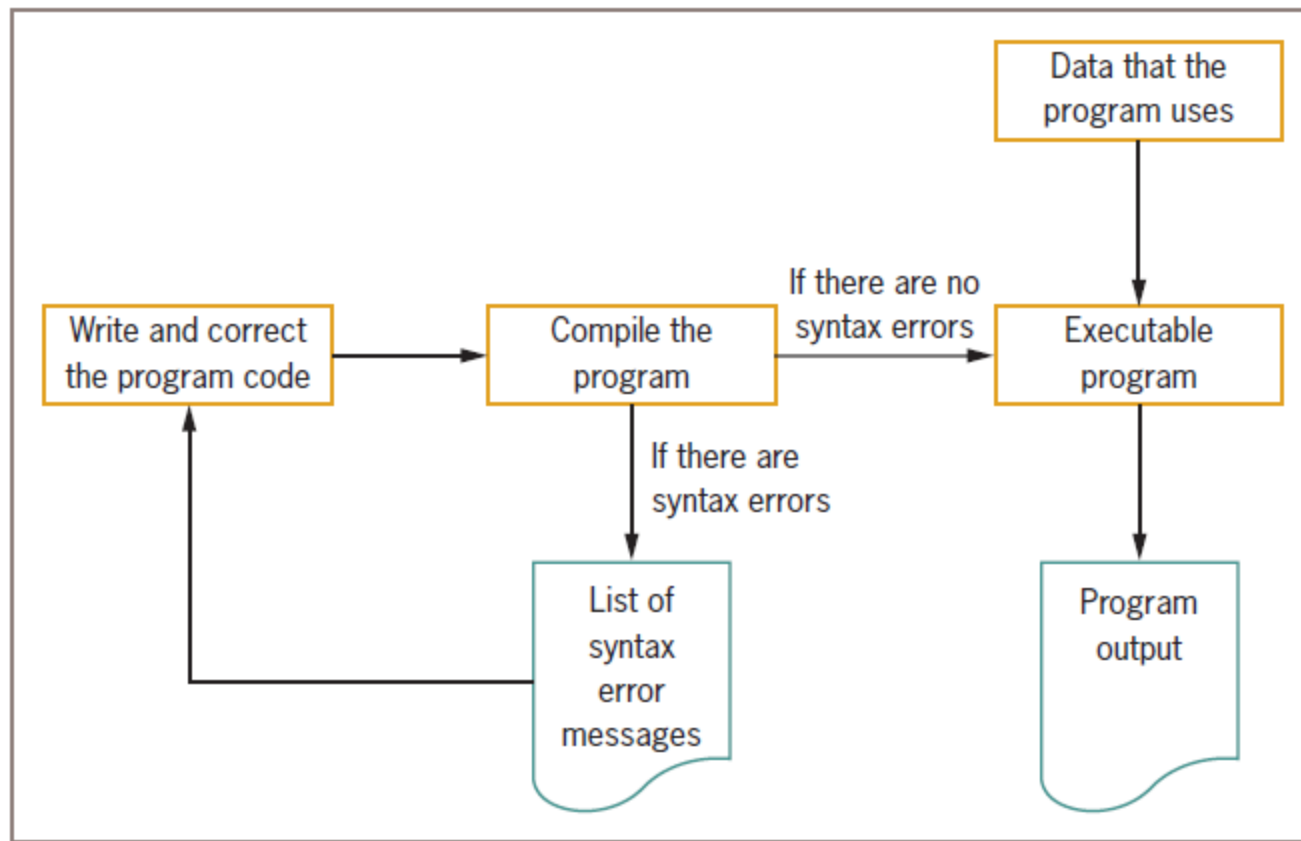 Data that the
program uses
If there are no
syntax errors
Write and correct
the program code
Compile the
program
Executable
program
If there are
syntax errors
List of
syntax
error
messages
Program
output